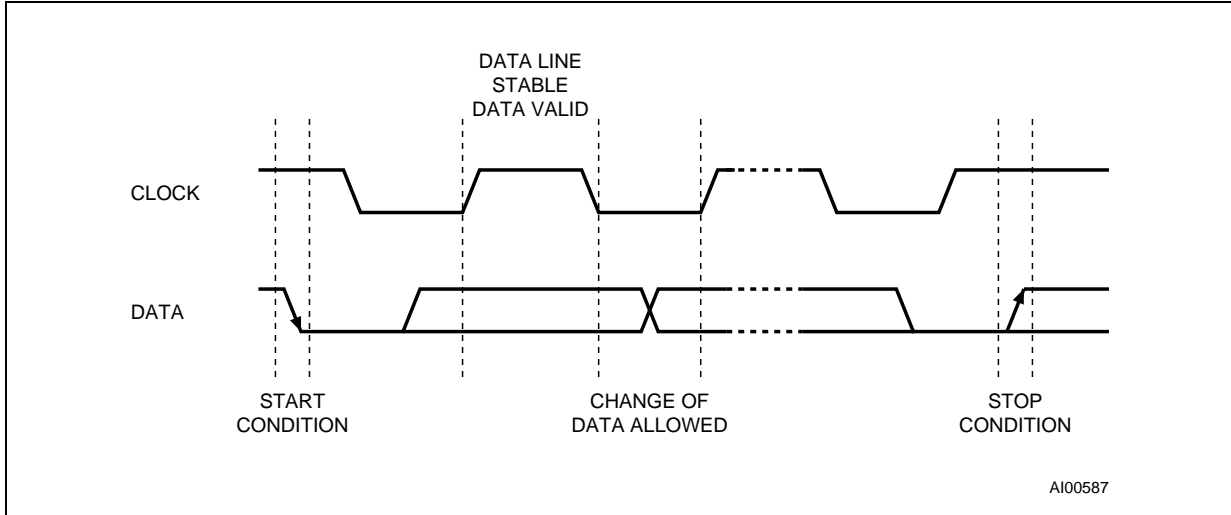 DATA LINE
STABLE
DATA VALID
CLOCK
DATA
START
CONDITION
CHANGE OF
DATA ALLOWED
STOP
CONDITION
AI00587